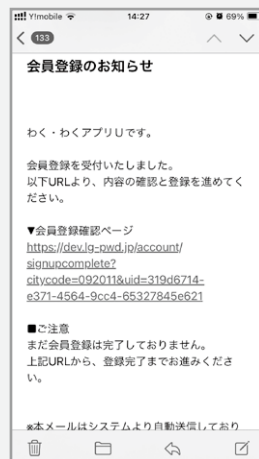 Y!mobile 14:27 69%
133
会員登録のお知らせ
わく・わくアプリUです。
会員登録を受付いたしました。
以下URLより、内容の確認と登録を進めてく
ださい。
▼会員登録確認ページ
https://dev.lg-pwd.jp/account/
signupcomplete?
citycode=092011&uid=319d6714-
e371-4564-9cc4-65327845e621
■ご注意
まだ会員登録は完了しておりません。
上記URLから、登録完了までお進みくださ
い。
※本メールはシステムより自動送信しており